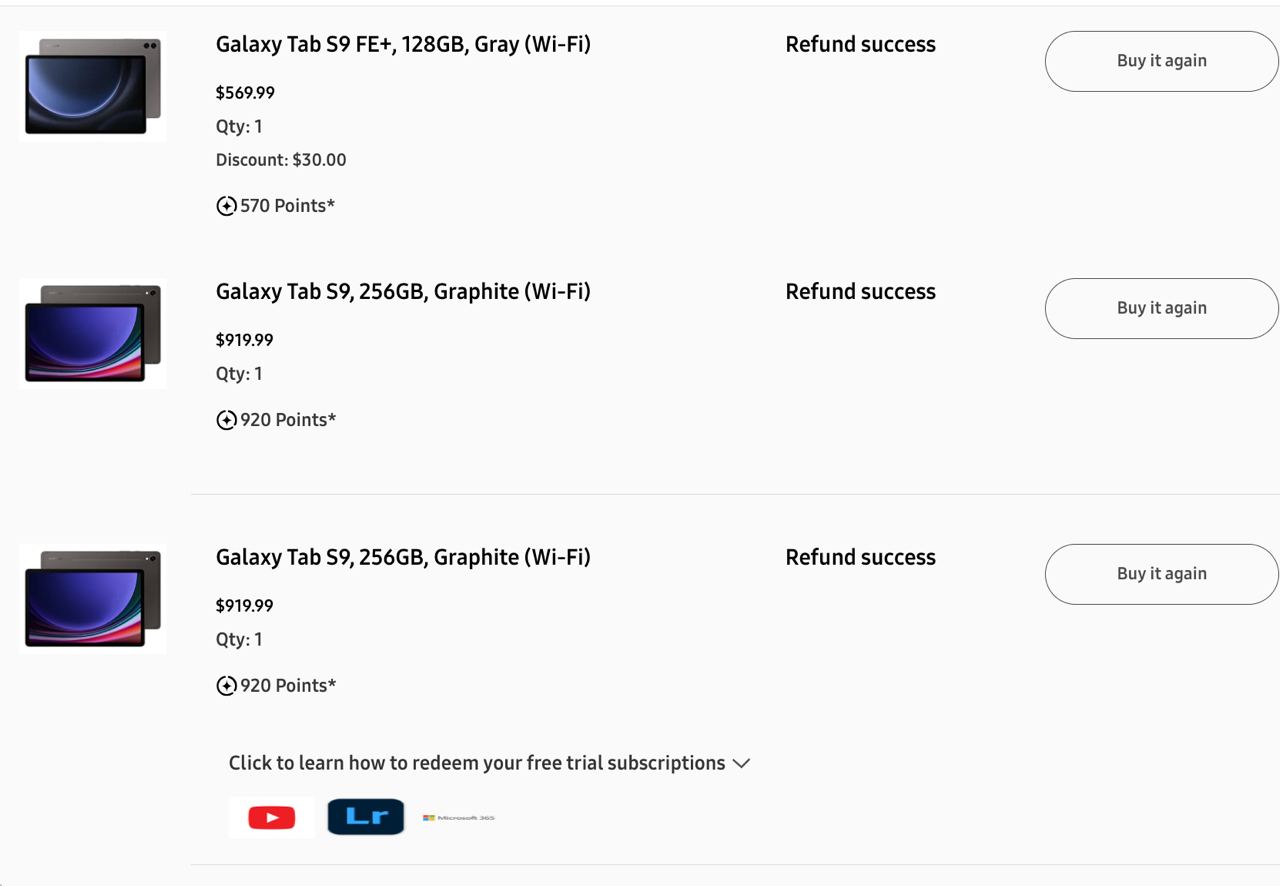 Galaxy Tab S9 FE+, 128GB, Gray (Wi-Fi)
Refund success
Buy it again
$569.99
Qty: 1
Discount: $30.00
570 Points*
Galaxy Tab S9, 256GB, Graphite (Wi-Fi)
Refund success
Buy it again
$919.99
Qty: 1
920 Points*
Galaxy Tab S9, 256GB, Graphite (Wi-Fi)
Refund success
Buy it again
$919.99
Qty: 1
920 Points*
Click to learn how to redeem your free trial subscriptions
Lr
Microsoft 365